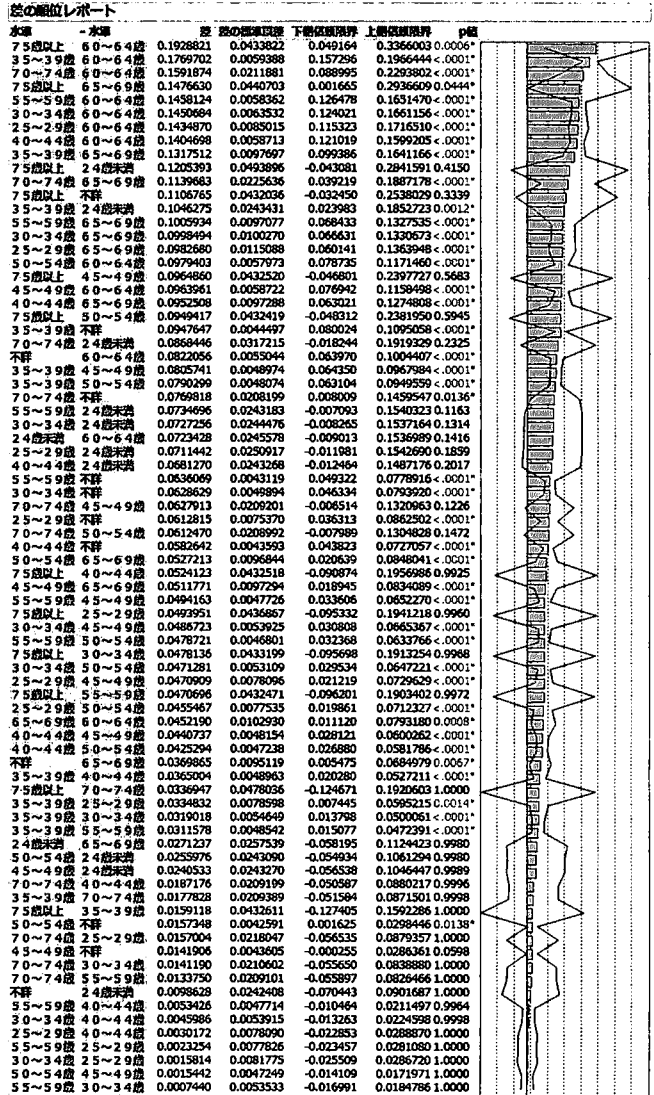 差の順位レポート
水準 - 水準 差 差の標準誤差 下側信頼限界 上側信頼限界 p値
75歳以上 60~64歳 0.1928821 0.0433822 0.049164 0.3366003 0.0006*
35~39歳 60~64歳 0.1769702 0.0059388 0.157296 0.1966444 <.0001*
70~74歳 60~64歳 0.1591874 0.0211881 0.088995 0.2293802 <.0001*
75歳以上 65~69歳 0.1476630 0.0440703 0.001665 0.2936609 0.0444*
55~59歳 60~64歳 0.1458124 0.0058362 0.126478 0.1651470 <.0001*
30~34歳 60~64歳 0.1450684 0.0063532 0.124021 0.1661156 <.0001*
25~29歳 60~64歳 0.1434870 0.0085015 0.115323 0.1716510 <.0001*
40~44歳 60~64歳 0.1404698 0.0058713 0.121019 0.1599205 <.0001*
35~39歳 65~69歳 0.1317512 0.0097697 0.099386 0.1641166 <.0001*
75歳以上 24歳未満 0.1205393 0.0493896 -0.043081 0.2841591 0.4150
70~74歳 65~69歳 0.1139683 0.0225636 0.039219 0.1887178 <.0001*
75歳以上 不詳 0.1106765 0.0432036 -0.032450 0.2538029 0.3339
35~39歳 24歳未満 0.1046275 0.0243431 0.023983 0.1852723 0.0012*
55~59歳 65~69歳 0.1005934 0.0097077 0.068433 0.1327535 <.0001*
30~34歳 65~69歳 0.0998494 0.0100270 0.066631 0.1330673 <.0001*
25~29歳 65~69歳 0.0982680 0.0115088 0.060141 0.1363948 <.0001*
50~54歳 60~64歳 0.0979403 0.0057973 0.078735 0.1171460 <.0001*
75歳以上 45~49歳 0.0964860 0.0432520 -0.046801 0.2397727 0.5683
45~49歳 60~64歳 0.0963961 0.0058722 0.076942 0.1158498 <.0001*
40~44歳 65~69歳 0.0952508 0.0097288 0.063021 0.1274808 <.0001*
75歳以上 50~54歳 0.0949417 0.0432419 -0.048312 0.2381950 0.5945
35~39歳 不詳 0.0947647 0.0044497 0.080024 0.1095058 <.0001*
70~74歳 24歳未満 0.0868446 0.0317215 -0.018244 0.1919329 0.2325
不詳 60~64歳 0.0822056 0.0055044 0.063970 0.1004407 <.0001*
35~39歳 45~49歳 0.0805741 0.0048974 0.064350 0.0967984 <.0001*
35~39歳 50~54歳 0.0790299 0.0048074 0.063104 0.0949559 <.0001*
70~74歳 不詳 0.0769818 0.0208199 0.008009 0.1459547 0.0136*
55~59歳 24歳未満 0.0734696 0.0243183 -0.007093 0.1540323 0.1163
30~34歳 24歳未満 0.0727256 0.0244476 -0.008265 0.1537164 0.1314
24歳未満 60~64歳 0.0723428 0.0245578 -0.009013 0.1536989 0.1416
25~29歳 24歳未満 0.0711442 0.0250917 -0.011981 0.1542690 0.1859
40~44歳 24歳未満 0.0681270 0.0243268 -0.012464 0.1487176 0.2017
55~59歳 不詳 0.0636069 0.0043119 0.049322 0.0778916 <.0001*
30~34歳 不詳 0.0628629 0.0049894 0.046334 0.0793920 <.0001*
70~74歳 45~49歳 0.0627913 0.0209201 -0.006514 0.1320963 0.1226
25~29歳 不詳 0.0612815 0.0075370 0.036313 0.0862502 <.0001*
70~74歳 50~54歳 0.0612470 0.0208992 -0.007989 0.1304828 0.1472
40~44歳 不詳 0.0582642 0.0043593 0.043823 0.0727057 <.0001*
50~54歳 65~69歳 0.0527213 0.0096844 0.020639 0.0848041 <.0001*
75歳以上 40~44歳 0.0524123 0.0432518 -0.090874 0.1956986 0.9925
45~49歳 65~69歳 0.0511771 0.0097294 0.018945 0.0834089 <.0001*
55~59歳 45~49歳 0.0494163 0.0047726 0.033606 0.0652270 <.0001*
75歳以上 25~29歳 0.0493951 0.0436867 -0.095332 0.1941218 0.9960
30~34歳 45~49歳 0.0486723 0.0053925 0.030808 0.0665367 <.0001*
55~59歳 50~54歳 0.0478721 0.0046801 0.032368 0.0633766 <.0001*
75歳以上 30~34歳 0.0478136 0.0433199 -0.095698 0.1913254 0.9968
30~34歳 50~54歳 0.0471281 0.0053109 0.029534 0.0647221 <.0001*
25~29歳 45~49歳 0.0470909 0.0078096 0.021219 0.0729629 <.0001*
75歳以上 55~59歳 0.0470696 0.0432471 -0.096201 0.1903402 0.9972
25~29歳 50~54歳 0.0455467 0.0077535 0.019861 0.0712327 <.0001*
65~69歳 60~64歳 0.0452190 0.0102930 0.011120 0.0793180 0.0008*
40~44歳 45~49歳 0.0440737 0.0048154 0.028121 0.0600262 <.0001*
40~44歳 50~54歳 0.0425294 0.0047238 0.026880 0.0581786 <.0001*
不詳 65~69歳 0.0369865 0.0095119 0.005475 0.0684979 0.0067*
35~39歳 40~44歳 0.0365004 0.0048963 0.020280 0.0527211 <.0001*
75歳以上 70~74歳 0.0336947 0.0478036 -0.124671 0.1920603 1.0000
35~39歳 25~29歳 0.0334832 0.0078598 0.007445 0.0595215 0.0014*
35~39歳 30~34歳 0.0319018 0.0054649 0.013798 0.0500061 <.0001*
35~39歳 55~59歳 0.0311578 0.0048542 0.015077 0.0472391 <.0001*
24歳未満 65~69歳 0.0271237 0.0257539 -0.058195 0.1124423 0.9980
50~54歳 24歳未満 0.0255976 0.0243090 -0.054934 0.1061294 0.9980
45~49歳 24歳未満 0.0240533 0.0243270 -0.056538 0.1046447 0.9989
70~74歳 40~44歳 0.0187176 0.0209199 -0.050587 0.0880217 0.9996
35~39歳 70~74歳 0.0177828 0.0209389 -0.051584 0.0871501 0.9998
75歳以上 35~39歳 0.0159118 0.0432611 -0.127405 0.1592286 1.0000
50~54歳 不詳 0.0157348 0.0042591 0.001625 0.0298446 0.0138*
70~74歳 25~29歳 0.0157004 0.0218047 -0.056535 0.0879357 1.0000
45~49歳 不詳 0.0141906 0.0043605 -0.000255 0.0286361 0.0598
70~74歳 30~34歳 0.0141190 0.0210602 -0.055650 0.0838880 1.0000
70~74歳 55~59歳 0.0133750 0.0209101 -0.055897 0.0826466 1.0000
不詳 24歳未満 0.0098628 0.0242408 -0.070443 0.0901687 1.0000
55~59歳 40~44歳 0.0053426 0.0047714 -0.010464 0.0211497 0.9964
30~34歳 40~44歳 0.0045986 0.0053915 -0.013263 0.0224598 0.9998
25~29歳 40~44歳 0.0030172 0.0078090 -0.022853 0.0288870 1.0000
55~59歳 25~29歳 0.0023254 0.0077826 -0.023457 0.0281080 1.0000
30~34歳 25~29歳 0.0015814 0.0081775 -0.025509 0.0286720 1.0000
50~54歳 45~49歳 0.0015442 0.0047249 -0.014109 0.0171971 1.0000
55~59歳 30~34歳 0.0007440 0.0053533 -0.016991 0.0184786 1.0000